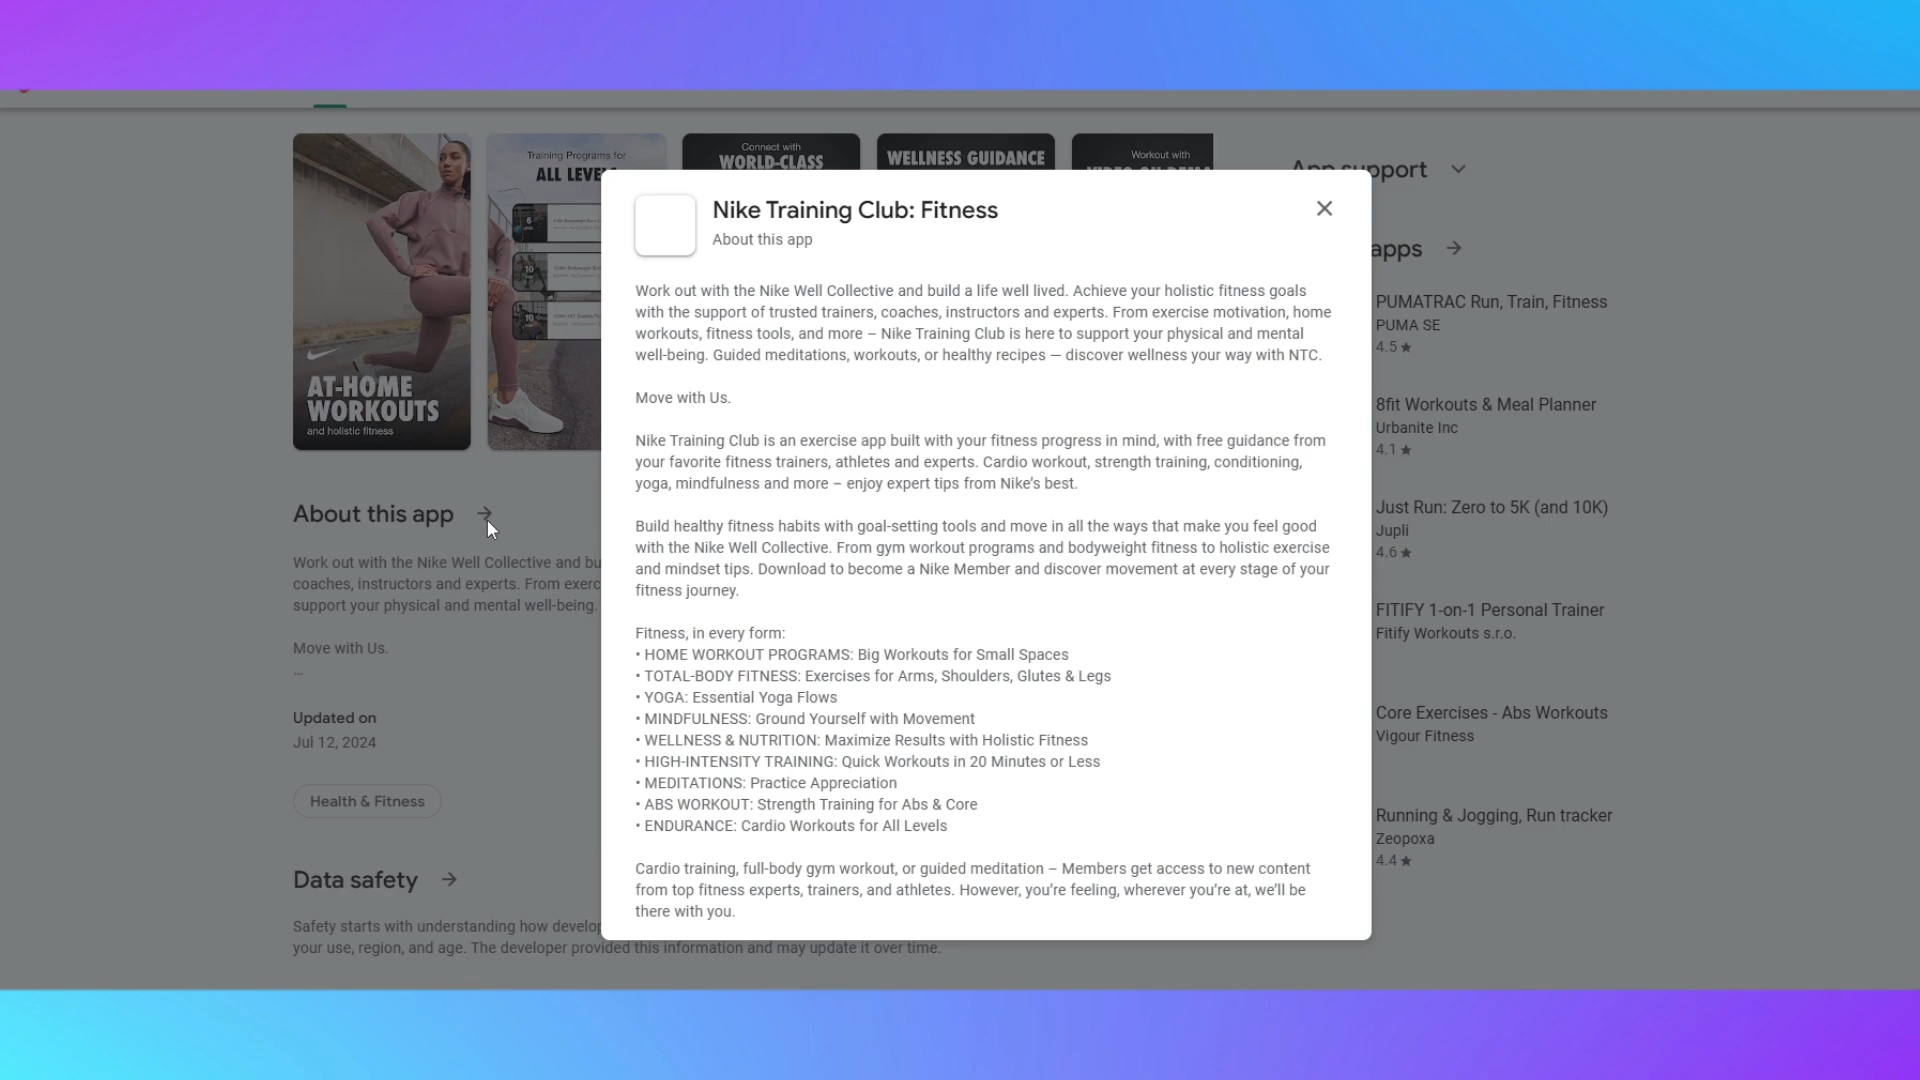 Training Programs for
ALL LEVEL
Connect with
WORLD-CLASS
WELLNESS GUIDANCE
Workout with
AT-HOME
WORKOUTS
and holistic fitness
App support
apps
Nike Training Club: Fitness
About this app
Work out with the Nike Well Collective and build a life well lived. Achieve your holistic fitness goals
with the support of trusted trainers, coaches, instructors and experts. From exercise motivation, home
workouts, fitness tools, and more – Nike Training Club is here to support your physical and mental
well-being. Guided meditations, workouts, or healthy recipes — discover wellness your way with NTC.
Move with Us.
Nike Training Club is an exercise app built with your fitness progress in mind, with free guidance from
your favorite fitness trainers, athletes and experts. Cardio workout, strength training, conditioning,
yoga, mindfulness and more – enjoy expert tips from Nike’s best.
Build healthy fitness habits with goal-setting tools and move in all the ways that make you feel good
with the Nike Well Collective. From gym workout programs and bodyweight fitness to holistic exercise
and mindset tips. Download to become a Nike Member and discover movement at every stage of your
fitness journey.
Fitness, in every form:
• HOME WORKOUT PROGRAMS: Big Workouts for Small Spaces
• TOTAL-BODY FITNESS: Exercises for Arms, Shoulders, Glutes & Legs
• YOGA: Essential Yoga Flows
• MINDFULNESS: Ground Yourself with Movement
• WELLNESS & NUTRITION: Maximize Results with Holistic Fitness
• HIGH-INTENSITY TRAINING: Quick Workouts in 20 Minutes or Less
• MEDITATIONS: Practice Appreciation
• ABS WORKOUT: Strength Training for Abs & Core
• ENDURANCE: Cardio Workouts for All Levels
Cardio training, full-body gym workout, or guided meditation – Members get access to new content
from top fitness experts, trainers, and athletes. However, you’re feeling, wherever you’re at, we’ll be
there with you.
About this app
Work out with the Nike Well Collective and bu
coaches, instructors and experts. From exerc
support your physical and mental well-being.
Move with Us.
...
Updated on
Jul 12, 2024
Health & Fitness
Data safety
Safety starts with understanding how develop
your use, region, and age. The developer provided this information and may update it over time.
PUMATRAC Run, Train, Fitness
PUMA SE
4.5 ★
8fit Workouts & Meal Planner
Urbanite Inc
4.1 ★
Just Run: Zero to 5K (and 10K)
Jupli
4.6 ★
FITIFY 1-on-1 Personal Trainer
Fitify Workouts s.r.o.
Core Exercises - Abs Workouts
Vigour Fitness
Running & Jogging, Run tracker
Zeopoxa
4.4 ★